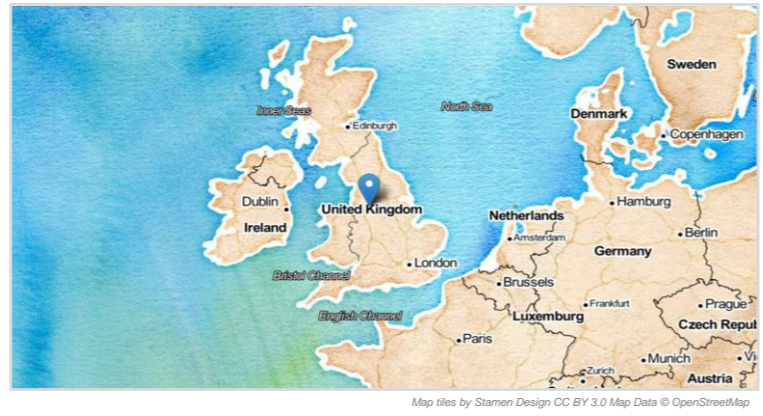 Sweden
Inner Seas
North Sea
Denmark
Edinburgh
Copenhagen
Dublin
United Kingdom
Hamburg
Netherlands
Ireland
Amsterdam
Berlin
Germany
London
Bristol Channel
Brussels
Frankfurt
Prague
English Channel
Luxemburg
Czech Repub
Paris
Munich
Vi
Zurich
Austria
Map tiles by Stamen Design CC BY 3.0 Map Data © OpenStreetMap